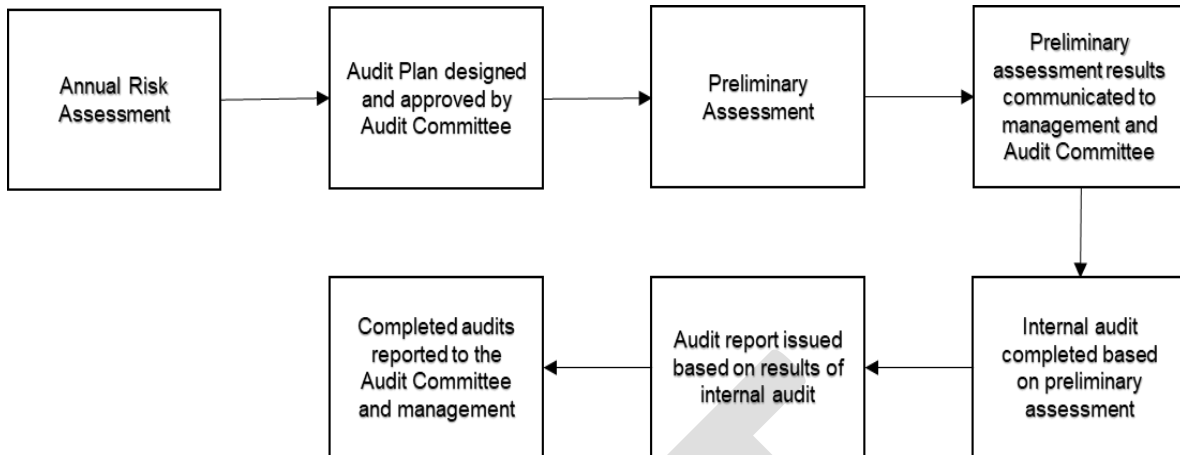 Annual Risk
Assessment
Audit Plan designed
and approved by
Audit Committee
Preliminary
Assessment
Preliminary
assessment results
communicated to
management and
Audit Committee
Internal audit
completed based
on preliminary
assessment
Audit report issued
based on results of
internal audit
Completed audits
reported to the
Audit Committee
and management